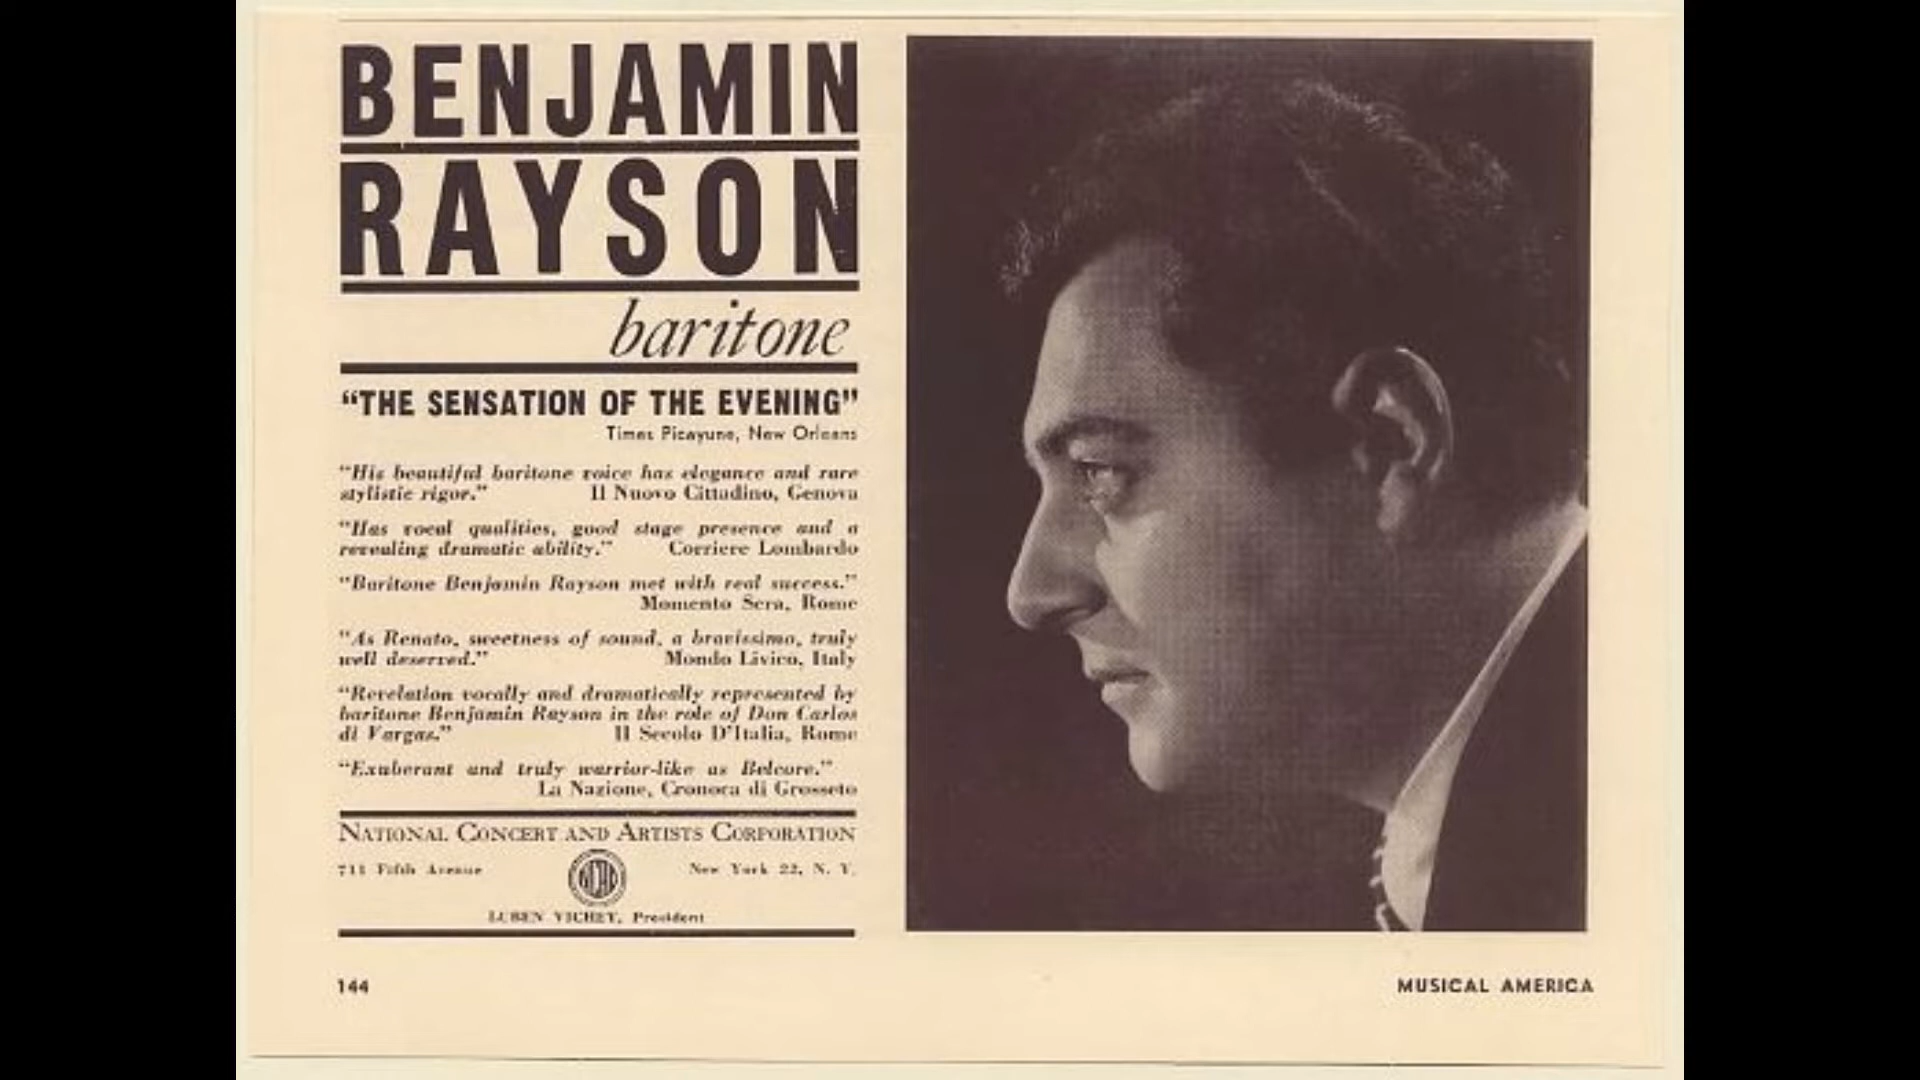 BENJAMIN
RAYSON
baritone
“THE SENSATION OF THE EVENING”
Times Picayune, New Orleans
“His beautiful baritone voice has elegance and rare
stylistic rigor.” Il Nuovo Cittadino, Genova
“Has vocal qualities, good stage presence and a
revealing dramatic ability.” Corriere Lombardo
“Baritone Benjamin Rayson met with real success.”
Momento Sera, Rome
“As Renato, sweetness of sound, a bravissimo, truly
well deserved.” Mondo Livico, Italy
“Revelation vocally and dramatically represented by
baritone Benjamin Rayson in the role of Don Carlos
di Vargas.” Il Secolo D'Italia, Rome
“Exuberant and truly warrior-like as Belcore.”
La Nazione, Cronoca di Grosseto
NATIONAL CONCERT AND ARTISTS CORPORATION
711 Fifth Avenue New York 22, N. Y.
LUBEN VICHEY, President
144 MUSICAL AMERICA